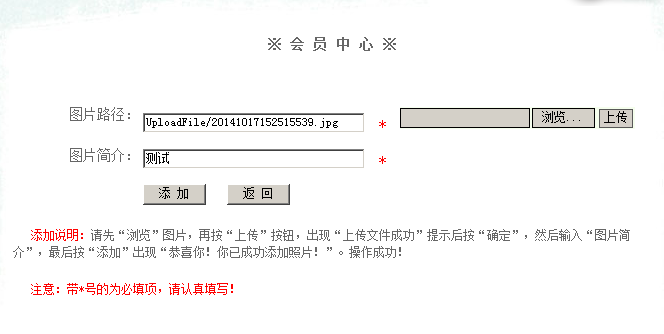 ※ 会 员 中 心 ※
图片路径： UploadFile/20141017152515539.jpg * 浏览... 上传
图片简介： 测试 *
添 加 返 回
添加说明：请先“浏览”图片，再按“上传”按钮，出现“上传文件成功”提示后按“确定”，然后输入“图片简
介”，最后按“添加”出现“恭喜你！你已成功添加照片！”。操作成功！
注意：带*号的为必填项，请认真填写！